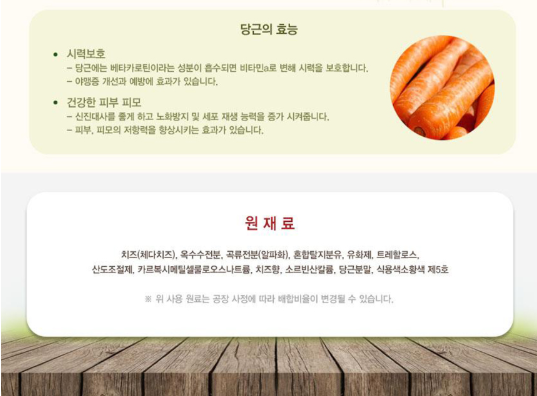 당근의 효능
• 시력보호
- 당근에는 베타카로틴이라는 성분이 흡수되면 비타민a로 변해 시력을 보호합니다.
- 야맹증 개선과 예방에 효과가 있습니다.
• 건강한 피부 피모
- 신진대사를 좋게 하고 노화방지 및 세포 재생 능력을 증가 시켜줍니다.
- 피부, 피모의 저항력을 향상시키는 효과가 있습니다.
원재료
치즈(체다치즈), 옥수수전분, 곡류전분(알파화), 혼합탈지분유, 유화제, 트레할로스,
산도조절제, 카르복시메틸셀룰로오스나트륨, 치즈향, 소르빈산칼륨, 당근분말, 식용색소황색 제5호
※ 위 사용 원료는 공장 사정에 따라 배합비율이 변경될 수 있습니다.